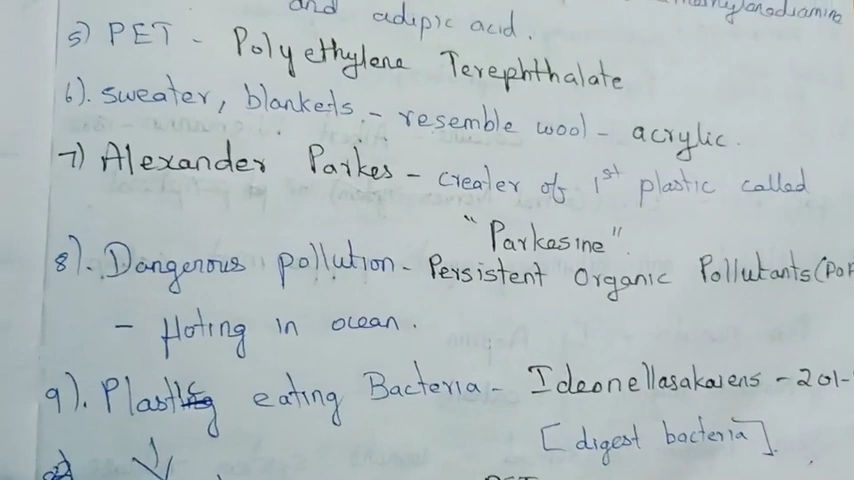 and adipic acid.
5) PET - Polyethylene Terephthalate
6). sweater, blankets - resemble wool - acrylic.
7) Alexander Parkes - creater of 1st plastic called
"Parkesine"
8). Dangerous pollution - Persistent Organic Pollutants (POP
- floting in ocean.
9). Plastic eating Bacteria - Ideonellasakaiens - 201
[digest bacteria].